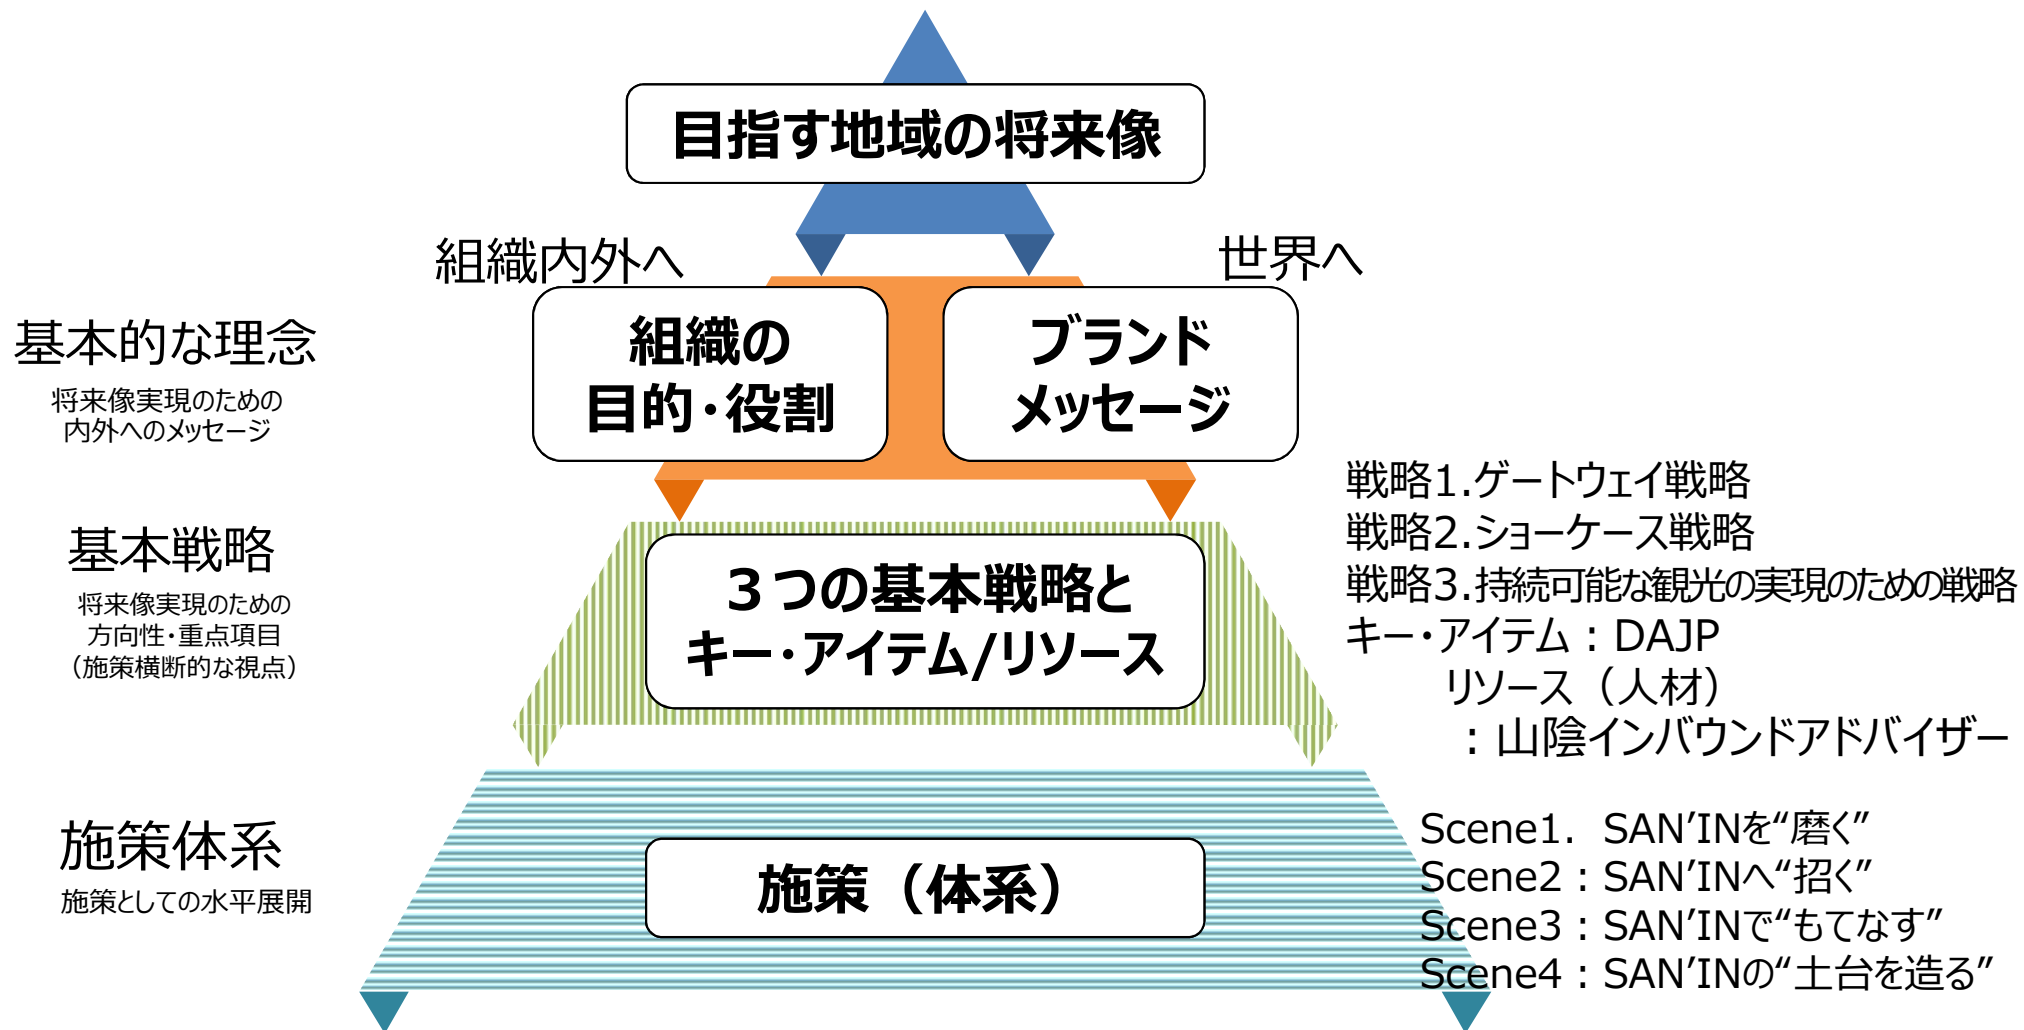 目指す地域の将来像
組織内外へ
世界へ
基本的な理念
将来像実現のための
内外へのメッセージ
組織の
目的・役割
ブランド
メッセージ
基本戦略
将来像実現のための
方向性・重点項目
（施策横断的な視点）
３つの基本戦略と
キー・アイテム/リソース
戦略1.ゲートウェイ戦略
戦略2.ショーケース戦略
戦略3.持続可能な観光の実現のための戦略
キー・アイテム：DAJP
リソース（人材）
：山陰インバウンドアドバイザー
施策体系
施策としての水平展開
施策（体系）
Scene1. SAN’INを“磨く”
Scene2：SAN’INへ“招く”
Scene3：SAN’INで“もてなす”
Scene4：SAN’INの“土台を造る”